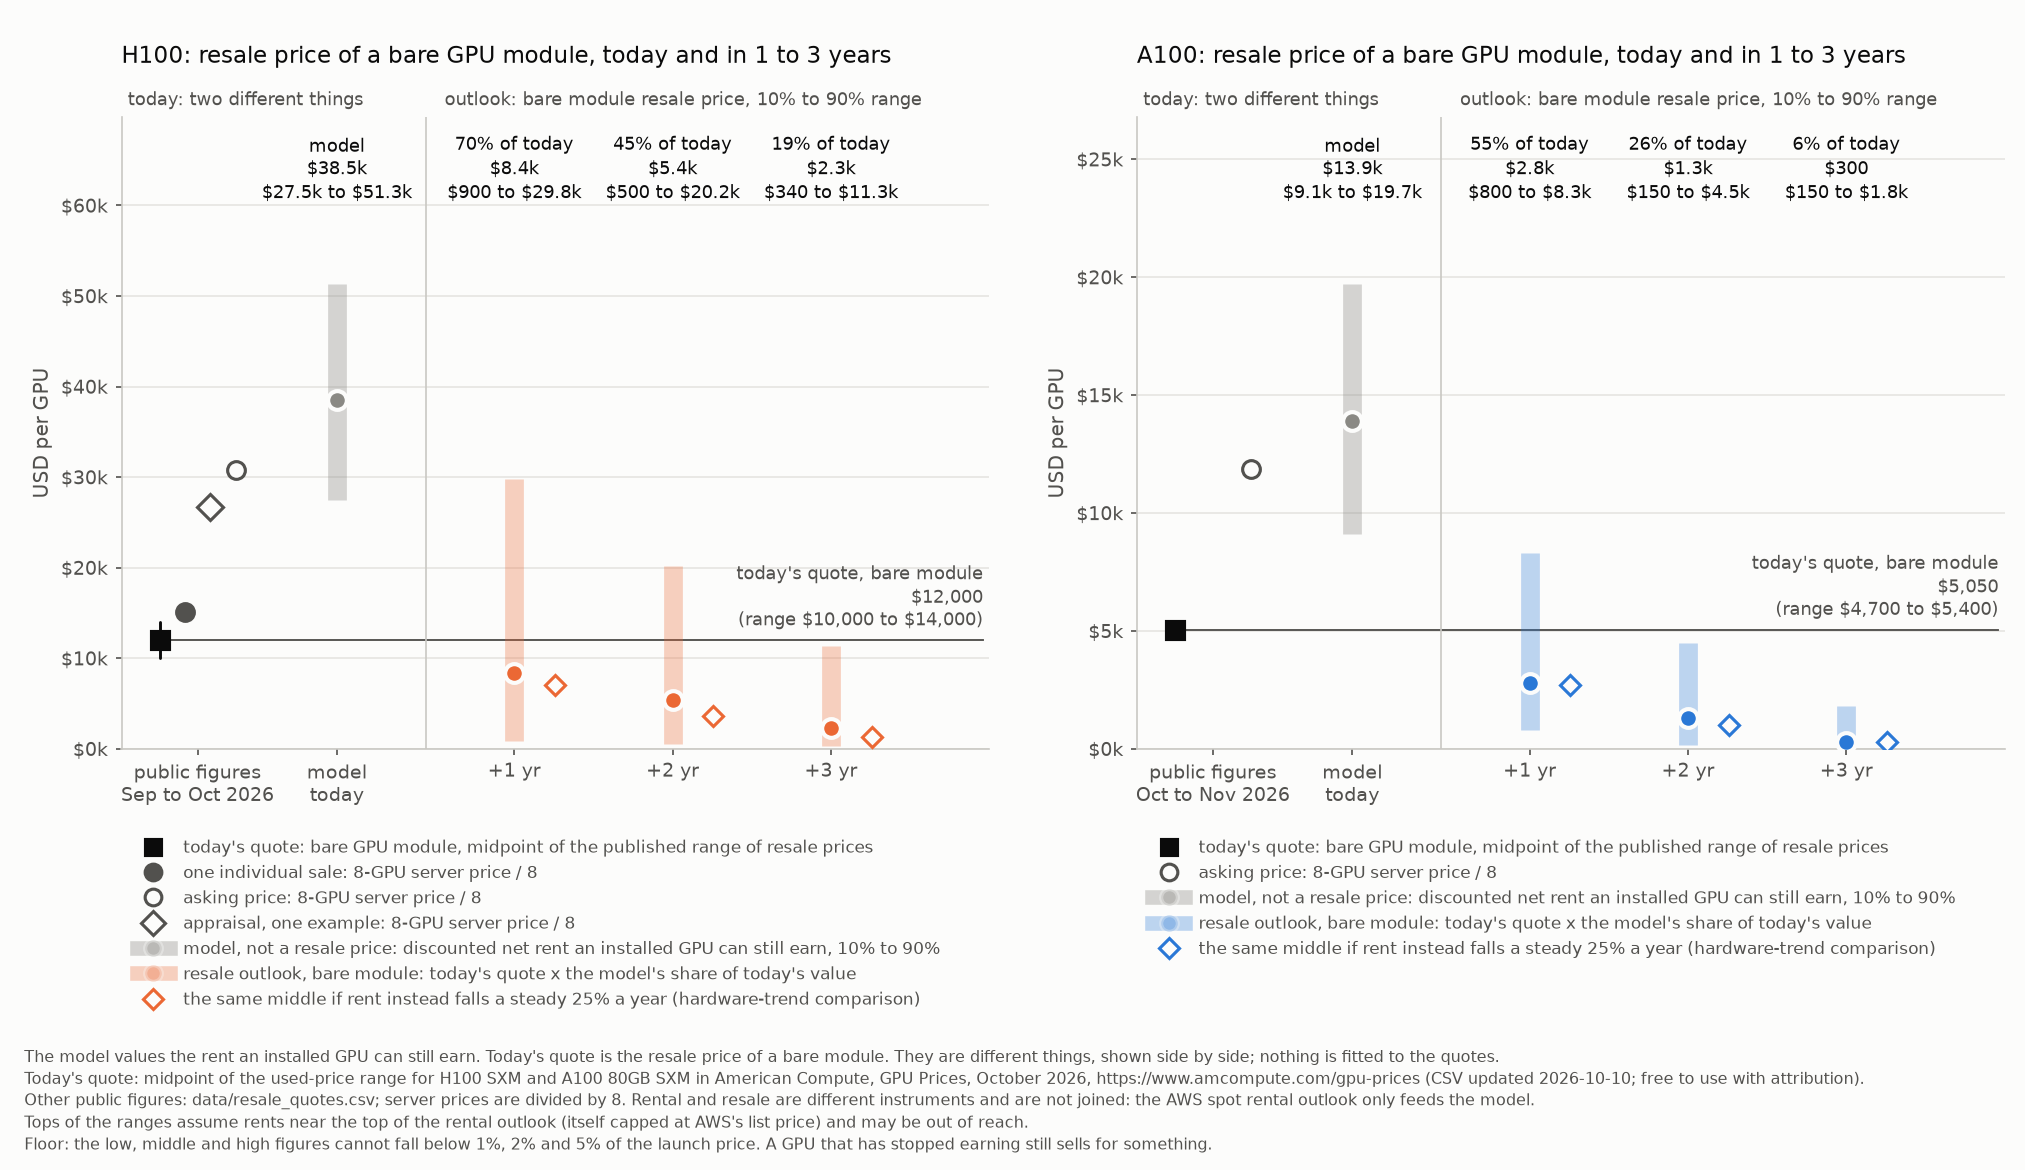 H100: resale price of a bare GPU module, today and in 1 to 3 years
today: two different things
outlook: bare module resale price, 10% to 90% range
model
$38.5k
$27.5k to $51.3k
70% of today
$8.4k
$900 to $29.8k
45% of today
$5.4k
$500 to $20.2k
19% of today
$2.3k
$340 to $11.3k
USD per GPU
$60k
$50k
$40k
$30k
$20k
$10k
$0k
today's quote, bare module
$12,000
(range $10,000 to $14,000)
public figures
Sep to Oct 2026
model
today
+1 yr
+2 yr
+3 yr
today's quote: bare GPU module, midpoint of the published range of resale prices
one individual sale: 8-GPU server price / 8
asking price: 8-GPU server price / 8
appraisal, one example: 8-GPU server price / 8
model, not a resale price: discounted net rent an installed GPU can still earn, 10% to 90%
resale outlook, bare module: today's quote x the model's share of today's value
the same middle if rent instead falls a steady 25% a year (hardware-trend comparison)
A100: resale price of a bare GPU module, today and in 1 to 3 years
today: two different things
outlook: bare module resale price, 10% to 90% range
model
$13.9k
$9.1k to $19.7k
55% of today
$2.8k
$800 to $8.3k
26% of today
$1.3k
$150 to $4.5k
6% of today
$300
$150 to $1.8k
USD per GPU
$25k
$20k
$15k
$10k
$5k
$0k
today's quote, bare module
$5,050
(range $4,700 to $5,400)
public figures
Oct to Nov 2026
model
today
+1 yr
+2 yr
+3 yr
today's quote: bare GPU module, midpoint of the published range of resale prices
asking price: 8-GPU server price / 8
model, not a resale price: discounted net rent an installed GPU can still earn, 10% to 90%
resale outlook, bare module: today's quote x the model's share of today's value
the same middle if rent instead falls a steady 25% a year (hardware-trend comparison)
The model values the rent an installed GPU can still earn. Today's quote is the resale price of a bare module. They are different things, shown side by side; nothing is fitted to the quotes.
Today's quote: midpoint of the used-price range for H100 SXM and A100 80GB SXM in American Compute, GPU Prices, October 2026, https://www.amcompute.com/gpu-prices (CSV updated 2026-10-10; free to use with attribution).
Other public figures: data/resale_quotes.csv; server prices are divided by 8. Rental and resale are different instruments and are not joined: the AWS spot rental outlook only feeds the model.
Tops of the ranges assume rents near the top of the rental outlook (itself capped at AWS's list price) and may be out of reach.
Floor: the low, middle and high figures cannot fall below 1%, 2% and 5% of the launch price. A GPU that has stopped earning still sells for something.